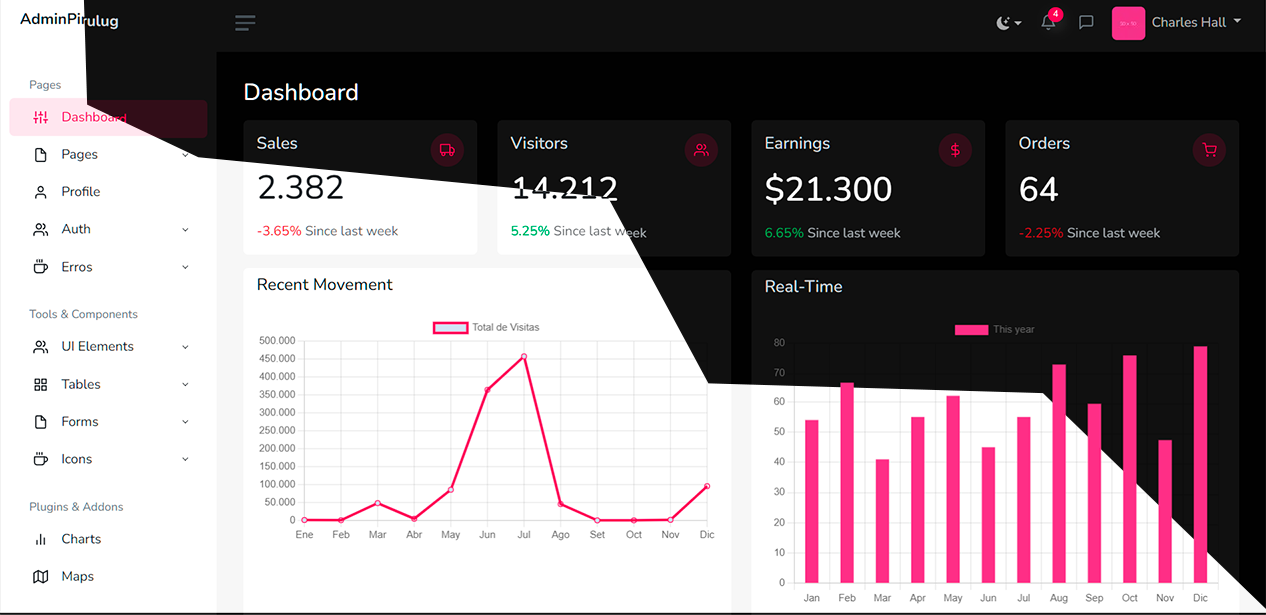 AdminPirulug
4
Charles Hall
Pages
Dashboard
Pages
Profile
Auth
Erros
Tools & Components
UI Elements
Tables
Forms
Icons
Plugins & Addons
Charts
Maps
Dashboard
Sales
2.382
-3.65% Since last week
Visitors
14.212
5.25% Since last week
Earnings
$21.300
6.65% Since last week
Orders
64
-2.25% Since last week
Recent Movement
Total de Visitas
500.000
450.000
400.000
350.000
300.000
250.000
200.000
150.000
100.000
50.000
0
Ene Feb Mar Abr May Jun Jul Ago Set Oct Nov Dic
Real-Time
This year
80
70
60
50
40
30
20
10
0
Jan Feb Mar Apr May Jun Jul Aug Sep Oct Nov Dic